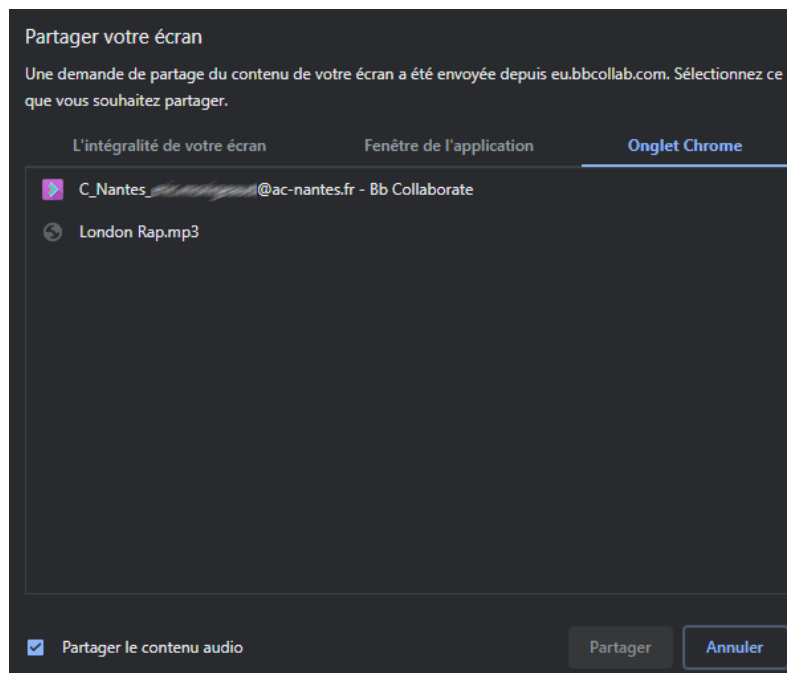 Partager votre écran
Une demande de partage du contenu de votre écran a été envoyée depuis eu.bbcollab.com. Sélectionnez ce
que vous souhaitez partager.
L'intégralité de votre écran Fenêtre de l'application Onglet Chrome
C_Nantes_ @ac-nantes.fr - Bb Collaborate
London Rap.mp3
Partager le contenu audio Partager Annuler